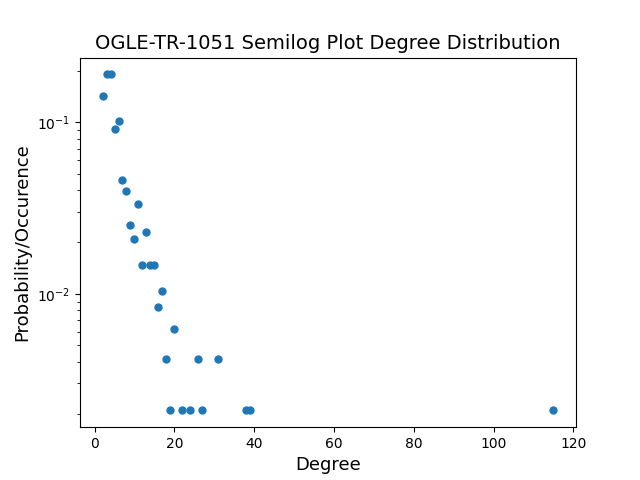 OGLE-TR-1051 Semilog Plot Degree Distribution
Probability/Occurence
10⁻¹
10⁻²
0 20 40 60 80 100 120
Degree